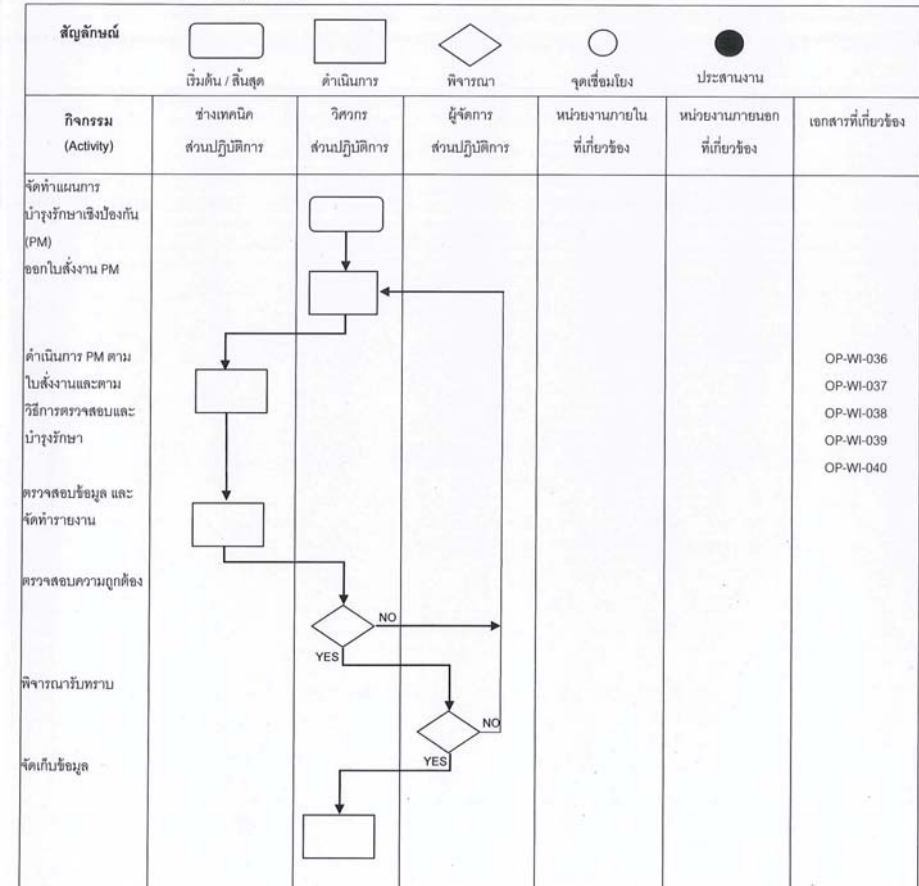 สัญลักษณ์
เริ่มต้น / สิ้นสุด
ดำเนินการ
พิจารณา
จุดเชื่อมโยง
ประสานงาน
กิจกรรม
(Activity)
ช่างเทคนิค
ส่วนปฏิบัติการ
วิศวกร
ส่วนปฏิบัติการ
ผู้จัดการ
ส่วนปฏิบัติการ
หน่วยงานภายใน
ที่เกี่ยวข้อง
หน่วยงานภายนอก
ที่เกี่ยวข้อง
เอกสารที่เกี่ยวข้อง
จัดทำแผนการ
บำรุงรักษาเชิงป้องกัน
(PM)
ออกใบสั่งงาน PM
ดำเนินการ PM ตาม
ใบสั่งงานและตาม
วิธีการตรวจสอบและ
บำรุงรักษา
OP-WI-036
OP-WI-037
OP-WI-038
OP-WI-039
OP-WI-040
ตรวจสอบข้อมูล และ
จัดทำรายงาน
ตรวจสอบความถูกต้อง
NO
YES
พิจารณารับทราบ
NO
YES
จัดเก็บข้อมูล